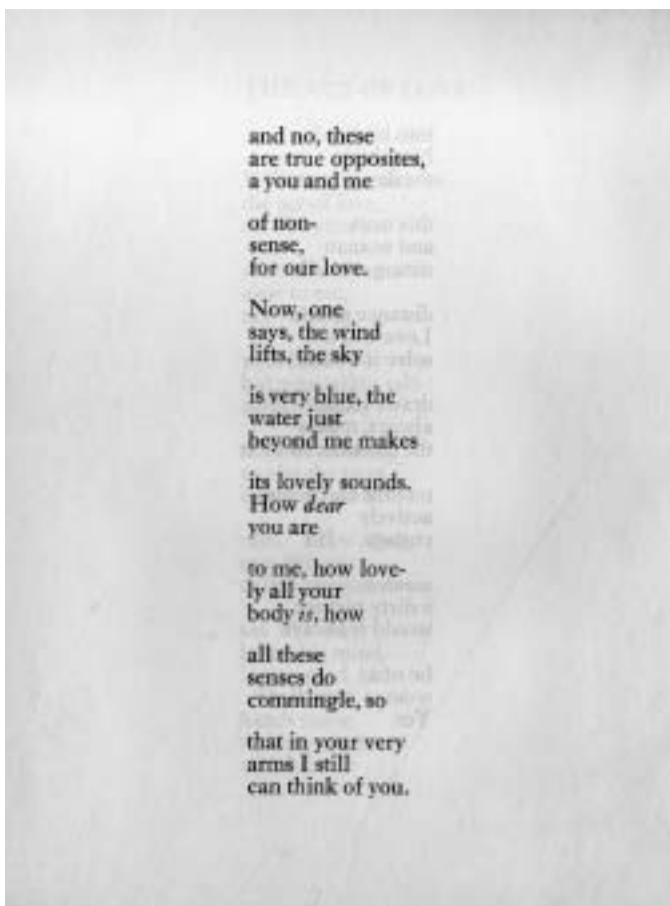 and no, these
are true opposites,
a you and me
of non-
sense,
for our love.
Now, one
says, the wind
lifts, the sky
is very blue, the
water just
beyond me makes
its lovely sounds.
How dear
you are
to me, how love-
ly all your
body is, how
all these
senses do
commingle, so
that in your very
arms I still
can think of you.